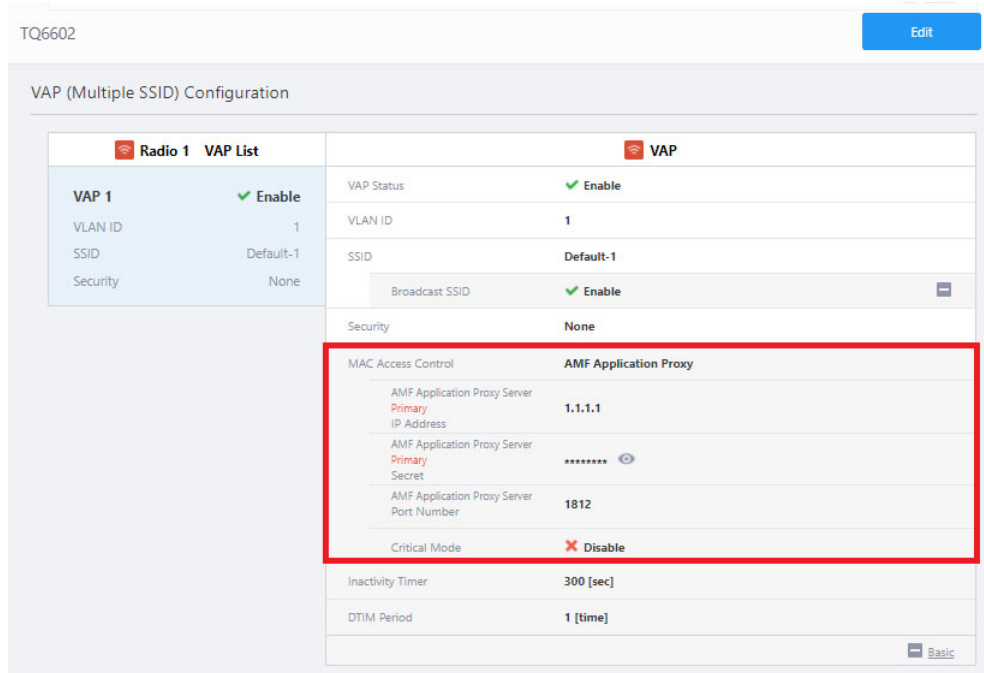 TQ6602
Edit
VAP (Multiple SSID) Configuration
Radio 1 VAP List
VAP
VAP 1 Enable
VLAN ID 1
SSID Default-1
Security None
VAP Status Enable
VLAN ID 1
SSID Default-1
Broadcast SSID Enable
Security None
MAC Access Control AMF Application Proxy
AMF Application Proxy Server
Primary
IP Address
1.1.1.1
AMF Application Proxy Server
Primary
Secret
********
AMF Application Proxy Server
Port Number
1812
Critical Mode Disable
Inactivity Timer 300 [sec]
DTIM Period 1 [time]
Basic